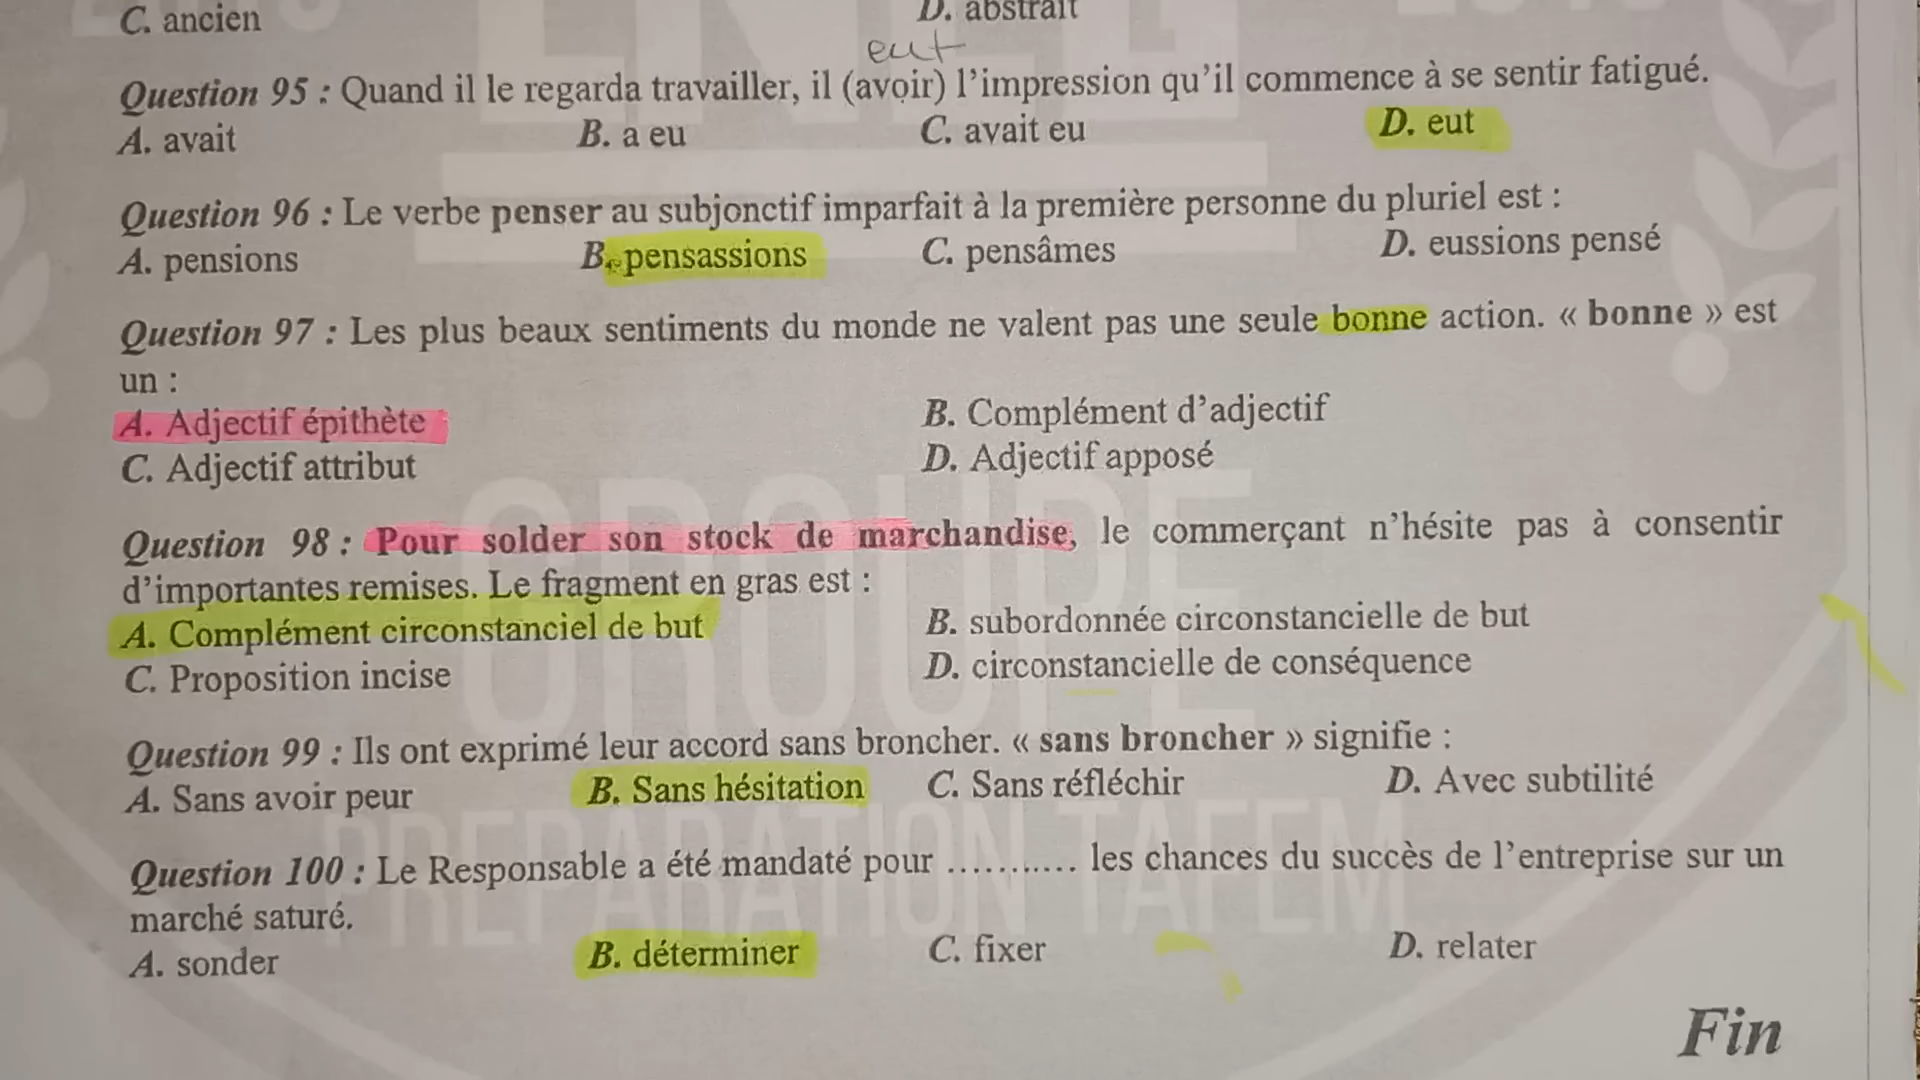 C. ancien D. abstrait
eut
Question 95 : Quand il le regarda travailler, il (avoir) l'impression qu'il commence à se sentir fatigué.
A. avait B. a eu C. avait eu D. eut
Question 96 : Le verbe penser au subjonctif imparfait à la première personne du pluriel est :
A. pensions B. pensassions C. pensâmes D. eussions pensé
Question 97 : Les plus beaux sentiments du monde ne valent pas une seule bonne action. « bonne » est
un :
A. Adjectif épithète B. Complément d'adjectif
C. Adjectif attribut D. Adjectif apposé
Question 98 : Pour solder son stock de marchandise, le commerçant n'hésite pas à consentir
d'importantes remises. Le fragment en gras est :
A. Complément circonstanciel de but B. subordonnée circonstancielle de but
C. Proposition incise D. circonstancielle de conséquence
Question 99 : Ils ont exprimé leur accord sans broncher. « sans broncher » signifie :
A. Sans avoir peur B. Sans hésitation C. Sans réfléchir D. Avec subtilité
Question 100 : Le Responsable a été mandaté pour ........... les chances du succès de l'entreprise sur un
marché saturé.
A. sonder B. déterminer C. fixer D. relater
Fin
GROUPE
PREPARATION TAFEM